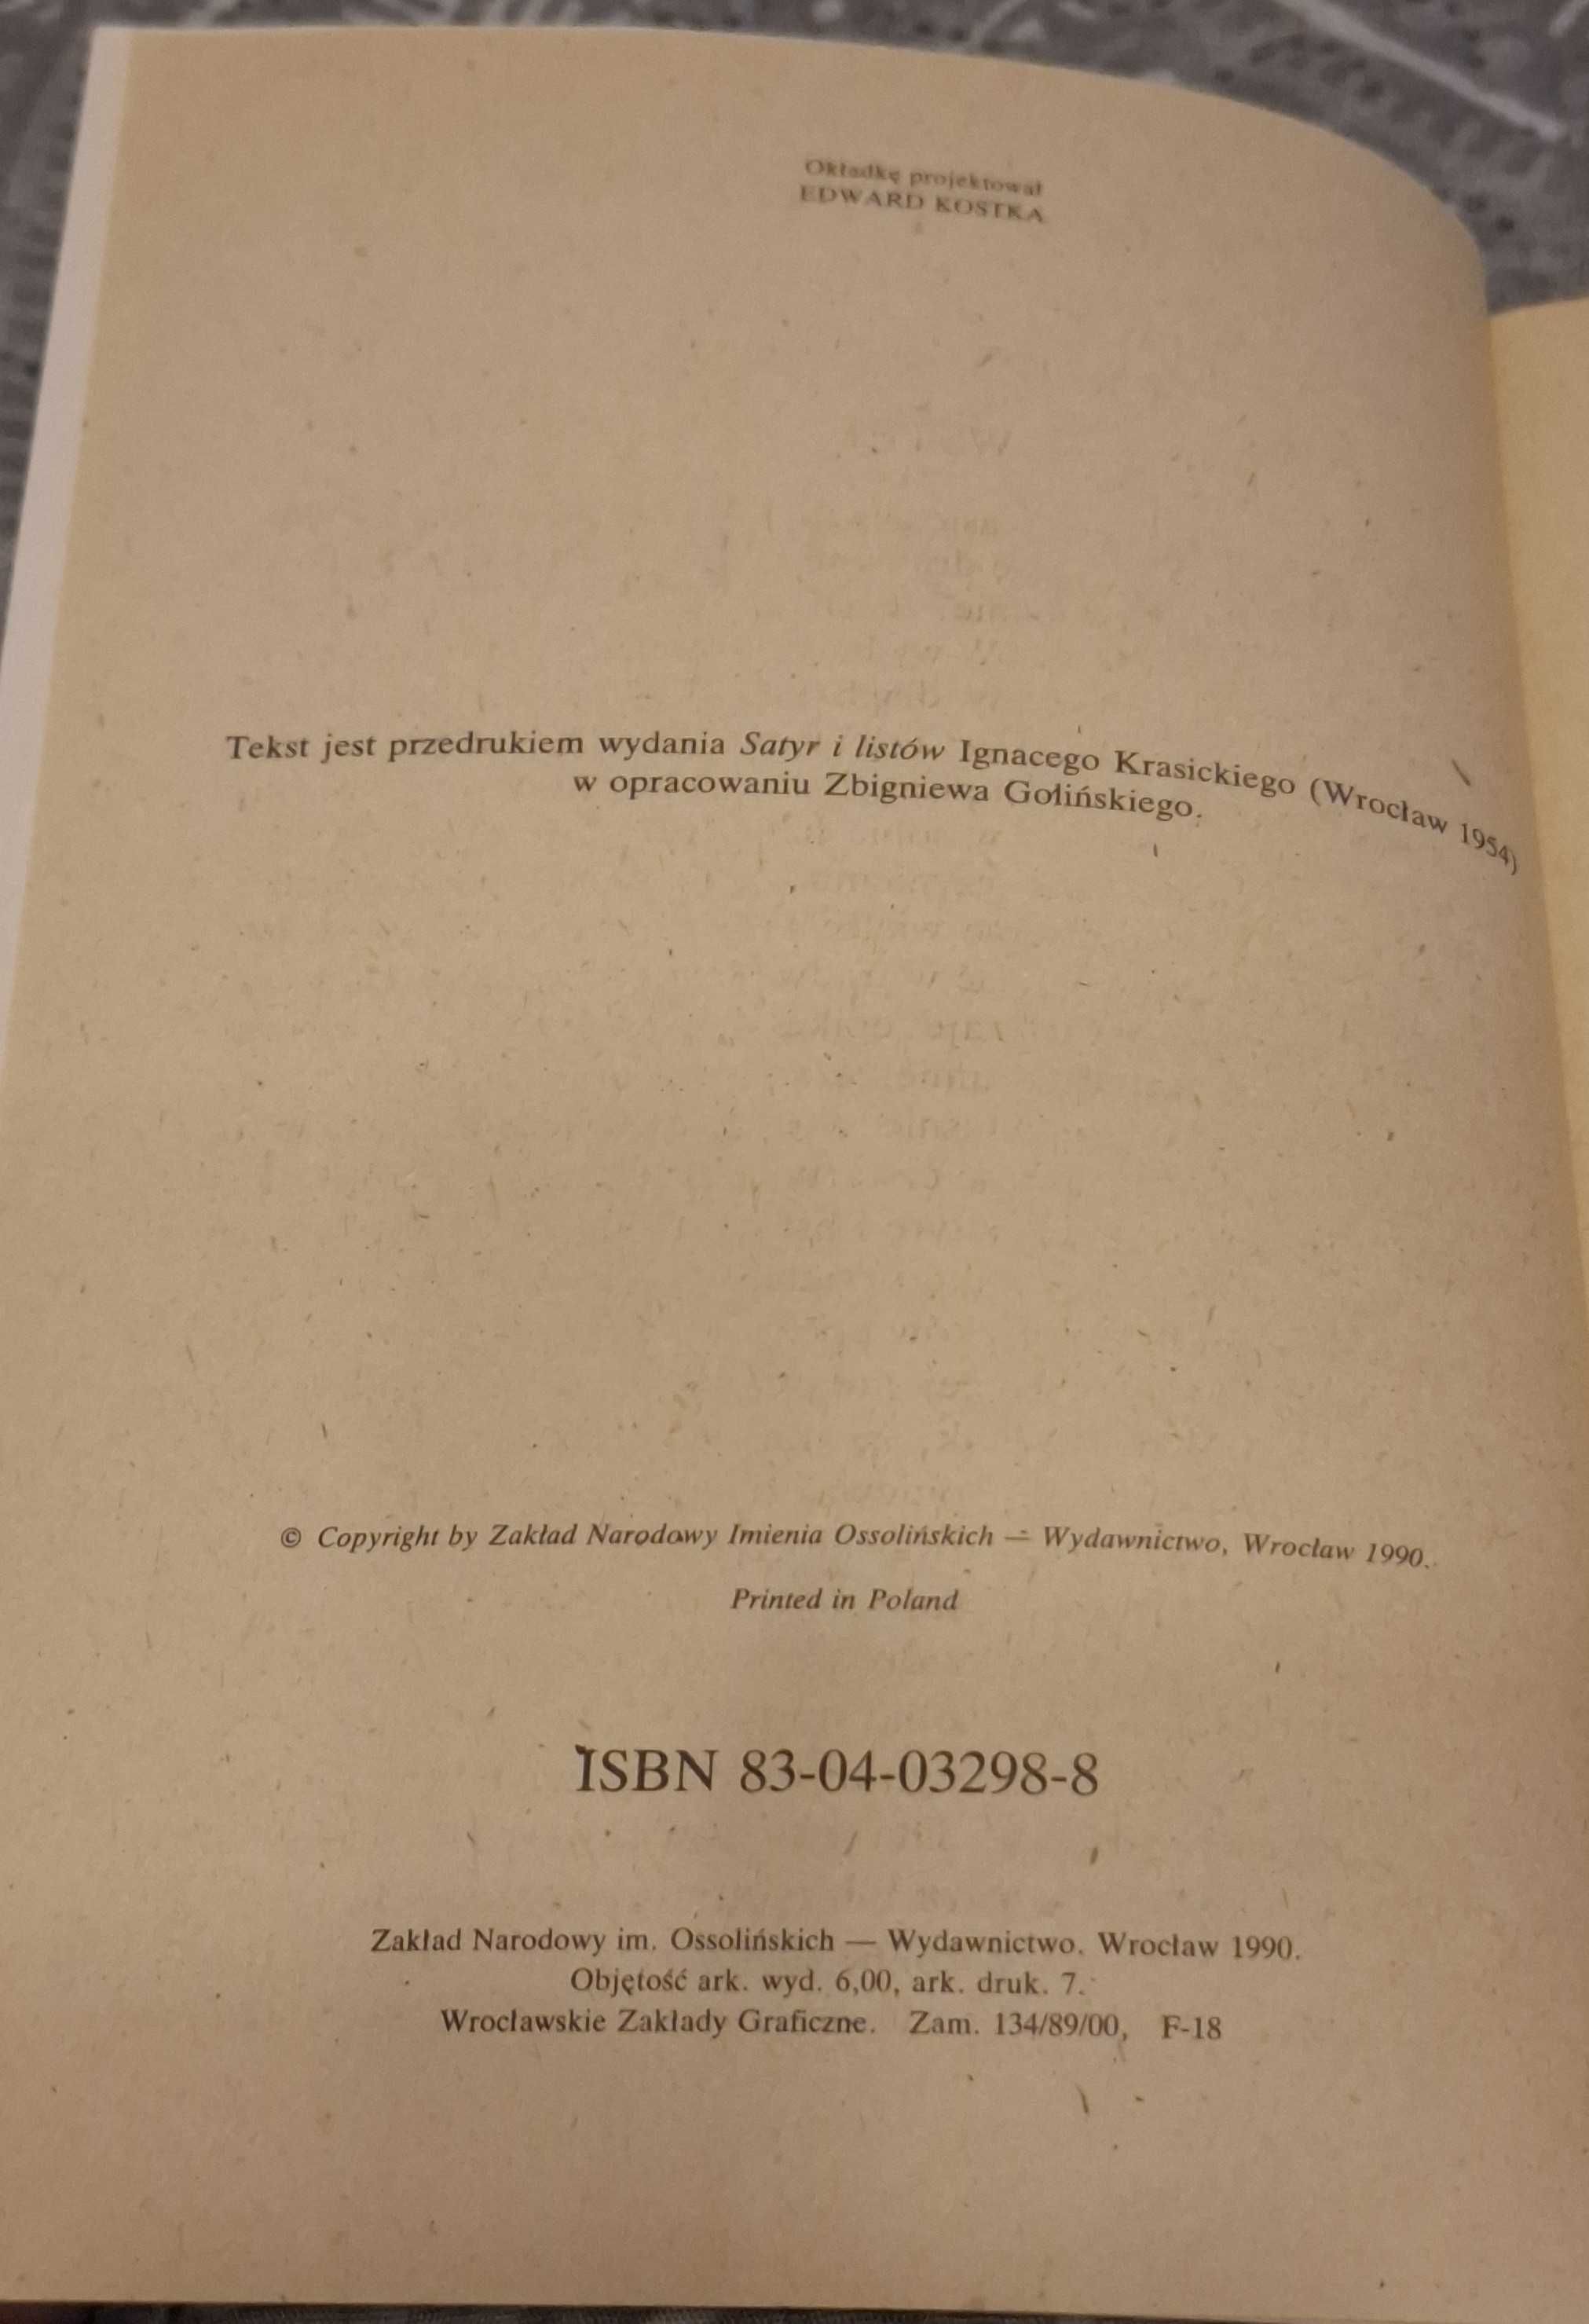 Okładkę projektował
EDWARD KOSTKA
Tekst jest przedrukiem wydania Satyr i listów Ignacego Krasickiego (Wrocław 1954)
w opracowaniu Zbigniewa Golińskiego.
© Copyright by Zakład Narodowy Imienia Ossolińskich — Wydawnictwo, Wrocław 1990.
Printed in Poland
ISBN 83-04-03298-8
Zakład Narodowy im. Ossolińskich — Wydawnictwo. Wrocław 1990.
Objętość ark. wyd. 6,00, ark. druk. 7.
Wrocławskie Zakłady Graficzne. Zam. 134/89/00, F-18